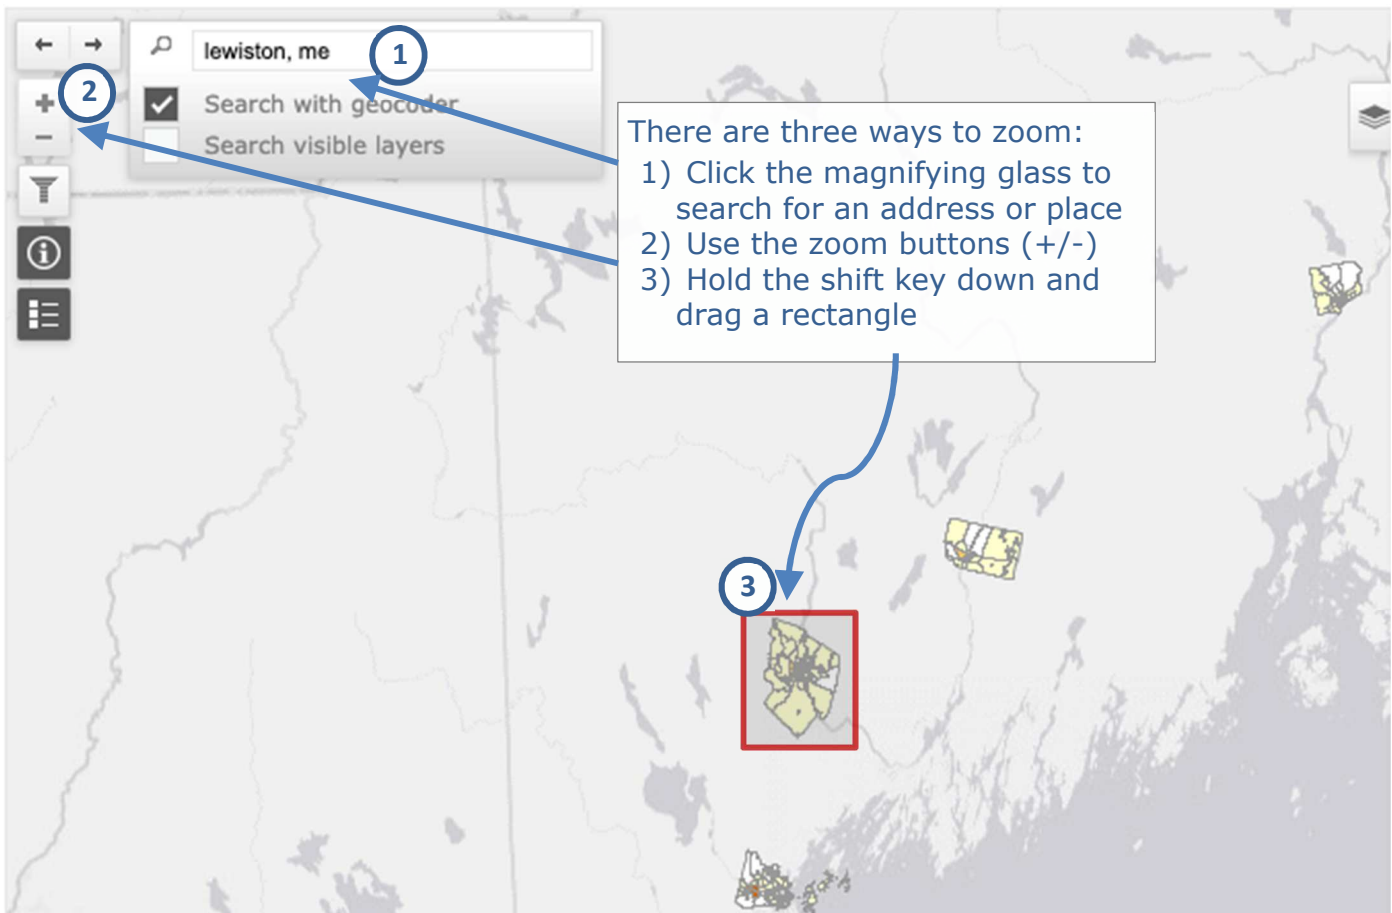 lewiston, me
1
2
Search with geocoder
Search visible layers
There are three ways to zoom:
1) Click the magnifying glass to
search for an address or place
2) Use the zoom buttons (+/-)
3) Hold the shift key down and
drag a rectangle
3